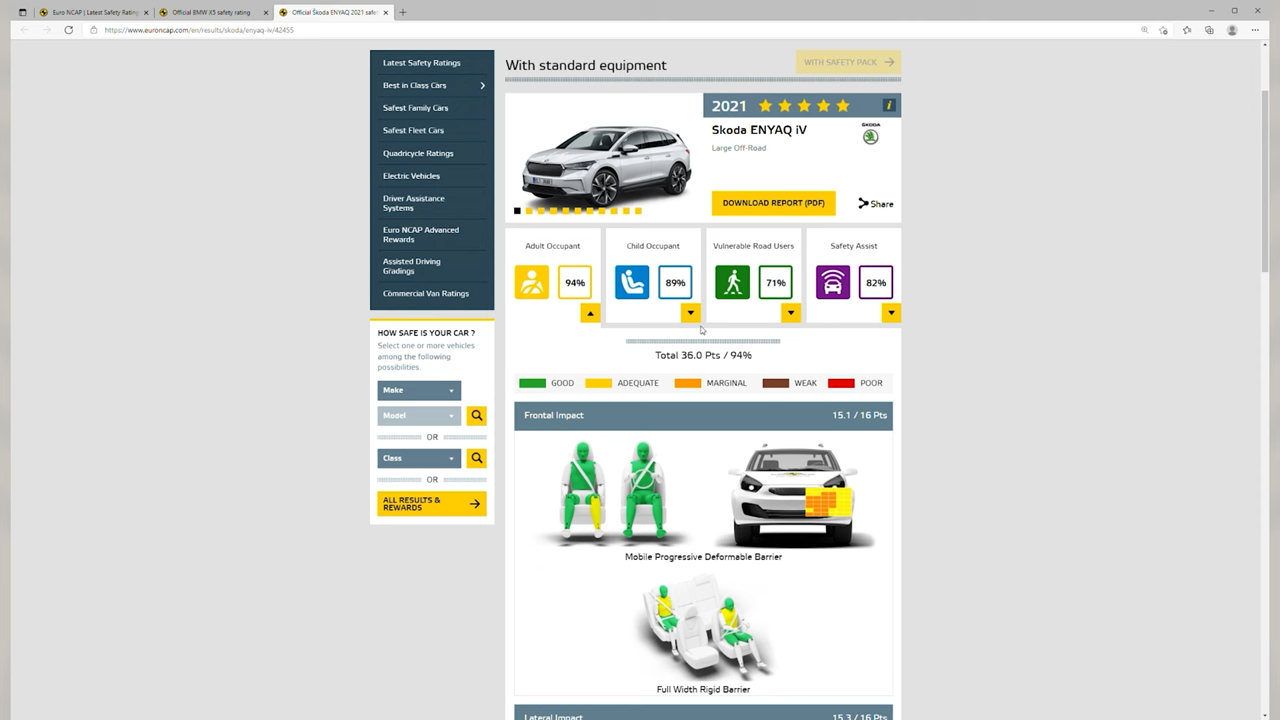 Euro NCAP | Latest Safety Rating
Official BMW X5 safety rating
Official Škoda ENYAQ 2021 safe
https://www.euroncap.com/en/results/skoda/enyaq-iv/42455
Latest Safety Ratings
Best in Class Cars
Safest Family Cars
Safest Fleet Cars
Quadricycle Ratings
Electric Vehicles
Driver Assistance
Systems
Euro NCAP Advanced
Rewards
Assisted Driving
Gradings
Commercial Van Ratings
HOW SAFE IS YOUR CAR ?
Select one or more vehicles
among the following
possibilities.
Make
Model
OR
Class
OR
ALL RESULTS &
REWARDS
With standard equipment
WITH SAFETY PACK
2021
i
Skoda ENYAQ iV
ŠKODA
Large Off-Road
DOWNLOAD REPORT (PDF)
Share
Adult Occupant
94%
Child Occupant
89%
Vulnerable Road Users
71%
Safety Assist
82%
Total 36.0 Pts / 94%
GOOD
ADEQUATE
MARGINAL
WEAK
POOR
Frontal Impact
15.1 / 16 Pts
Mobile Progressive Deformable Barrier
Full Width Rigid Barrier
Lateral Impact
15.3 / 16 Pts